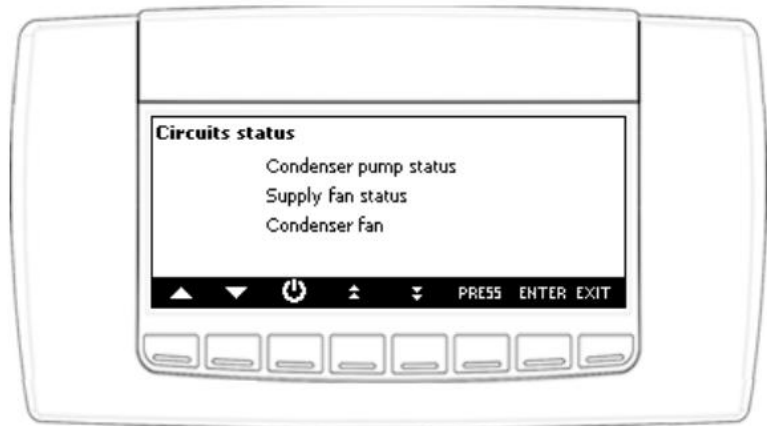 Circuits status
Condenser pump status
Supply fan status
Condenser fan
PRESS ENTER EXIT